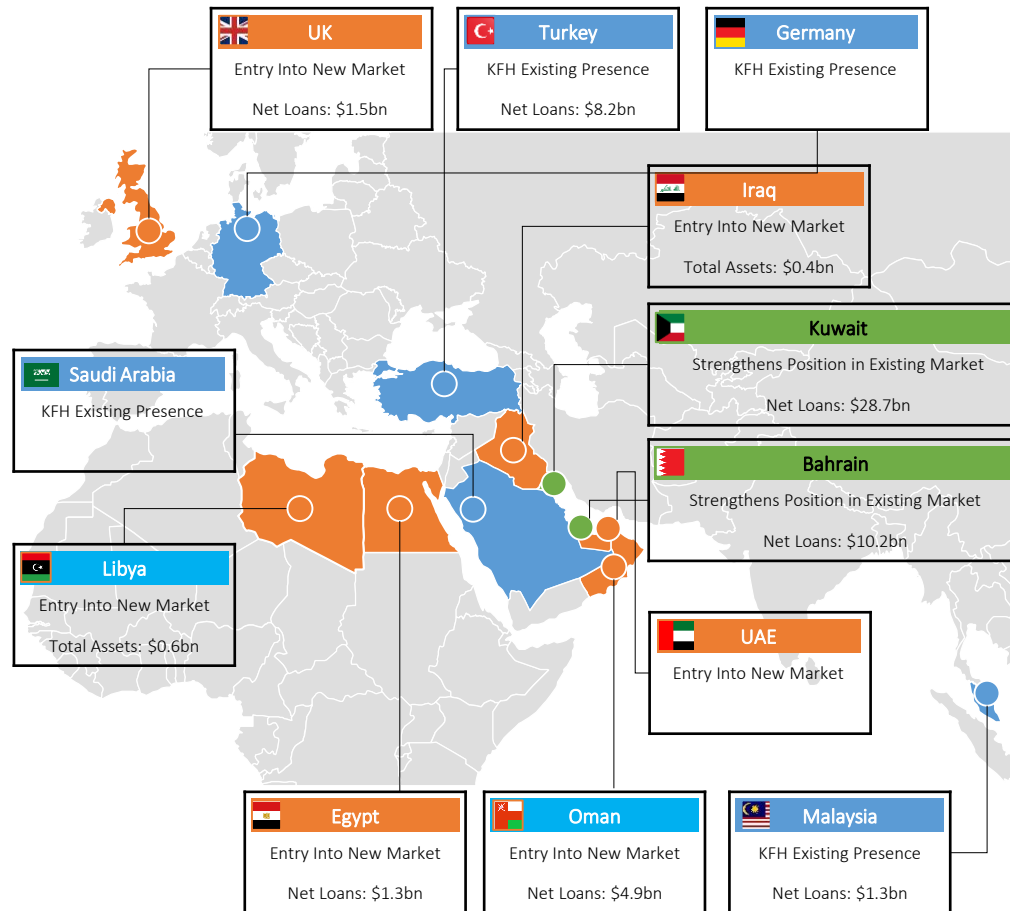 UK
Entry Into New Market
Net Loans: $1.5bn
Turkey
KFH Existing Presence
Net Loans: $8.2bn
Germany
KFH Existing Presence
Iraq
Entry Into New Market
Total Assets: $0.4bn
Kuwait
Strengthens Position in Existing Market
Net Loans: $28.7bn
Saudi Arabia
KFH Existing Presence
Bahrain
Strengthens Position in Existing Market
Net Loans: $10.2bn
Libya
Entry Into New Market
Total Assets: $0.6bn
UAE
Entry Into New Market
Egypt
Entry Into New Market
Net Loans: $1.3bn
Oman
Entry Into New Market
Net Loans: $4.9bn
Malaysia
KFH Existing Presence
Net Loans: $1.3bn